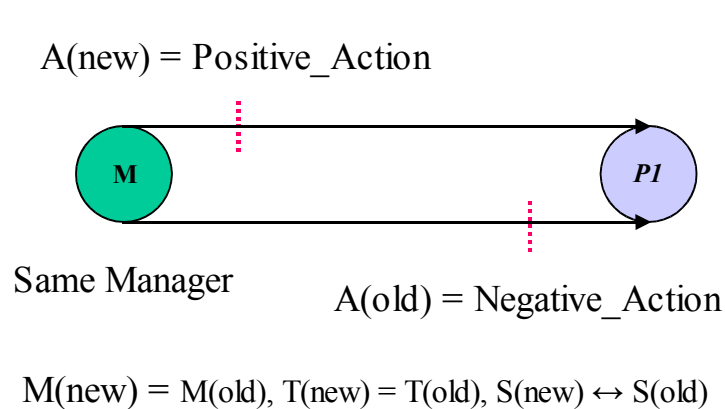 A(new) = Positive_Action
M
P1
Same Manager
A(old) = Negative_Action
M(new) = M(old), T(new) = T(old), S(new) ↔ S(old)